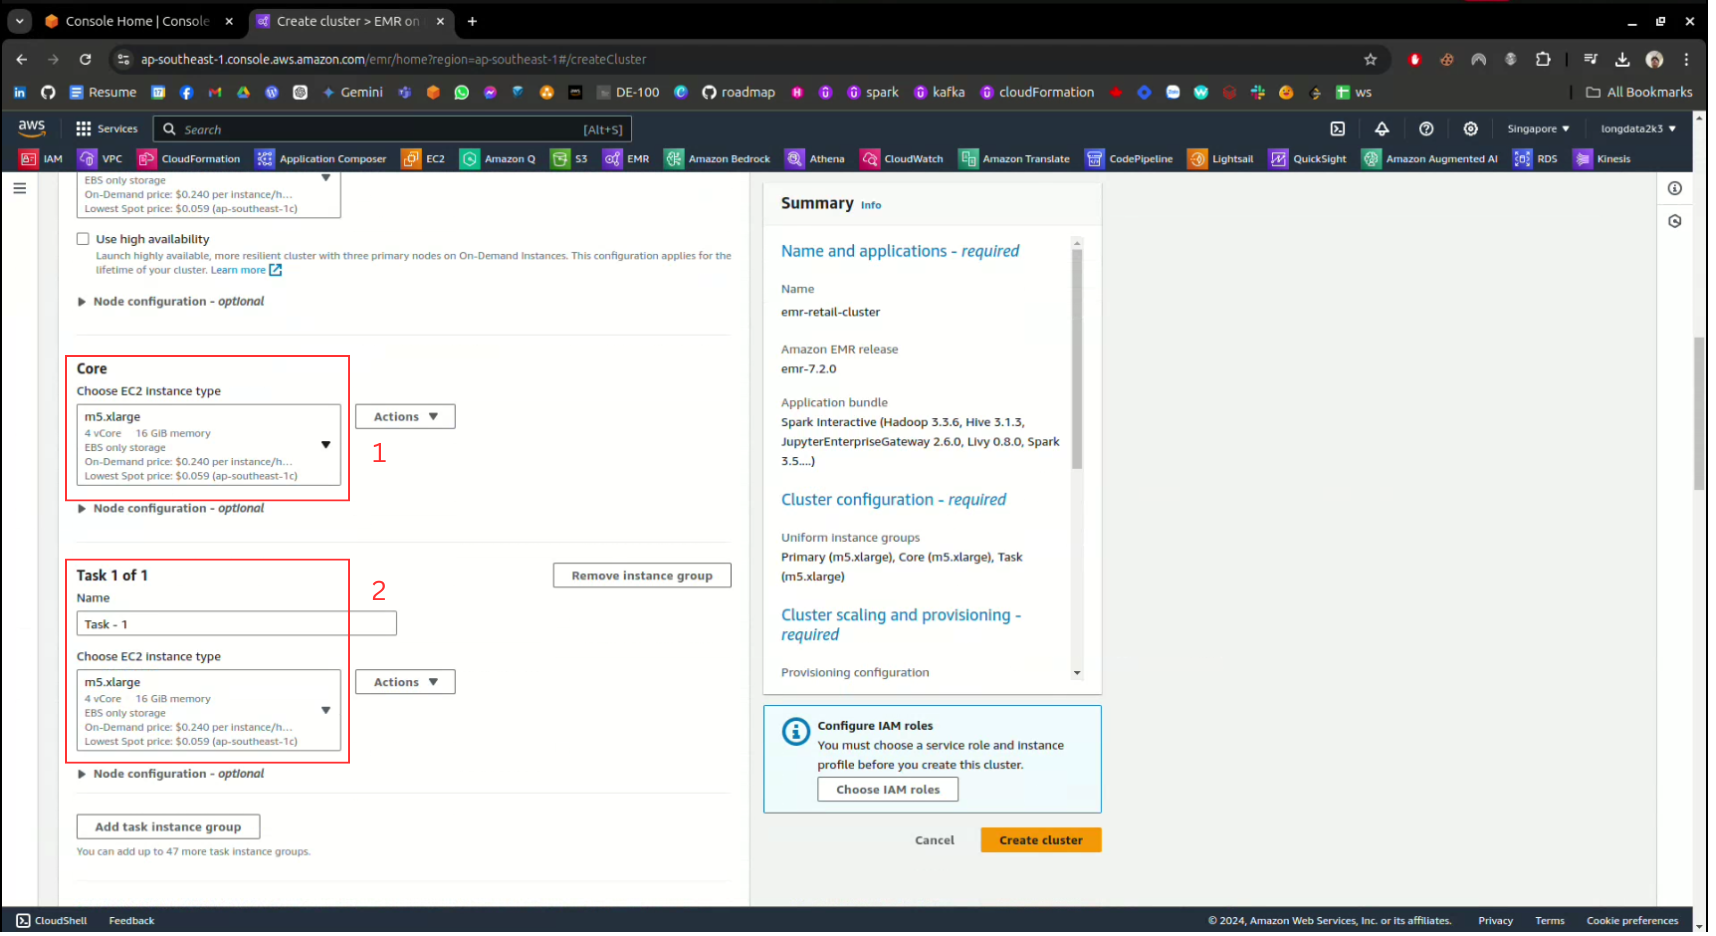 Console Home | Console
Create cluster > EMR on
ap-southeast-1.console.aws.amazon.com/emr/home?region=ap-southeast-1#/createCluster
Resume
Gemini
DE-100
roadmap
spark
kafka
cloudFormation
ws
All Bookmarks
aws
Services
Search
[Alt+S]
Singapore
longdata2k3
IAM
VPC
CloudFormation
Application Composer
EC2
Amazon Q
S3
EMR
Amazon Bedrock
Athena
CloudWatch
Amazon Translate
CodePipeline
Lightsail
QuickSight
Amazon Augmented AI
RDS
Kinesis
EBS only storage
On-Demand price: $0.240 per instance/h...
Lowest Spot price: $0.059 (ap-southeast-1c)
Use high availability
Launch highly available, more resilient cluster with three primary nodes on On-Demand Instances. This configuration applies for the
lifetime of your cluster. Learn more
Node configuration - optional
Core
Choose EC2 instance type
m5.xlarge
4 vCore 16 GiB memory
EBS only storage
On-Demand price: $0.240 per instance/h...
Lowest Spot price: $0.059 (ap-southeast-1c)
Actions
1
Node configuration - optional
Task 1 of 1
Remove instance group
2
Name
Task - 1
Choose EC2 instance type
m5.xlarge
4 vCore 16 GiB memory
EBS only storage
On-Demand price: $0.240 per instance/h...
Lowest Spot price: $0.059 (ap-southeast-1c)
Actions
Node configuration - optional
Add task instance group
You can add up to 47 more task instance groups.
Summary Info
Name and applications - required
Name
emr-retail-cluster
Amazon EMR release
emr-7.2.0
Application bundle
Spark Interactive (Hadoop 3.3.6, Hive 3.1.3,
JupyterEnterpriseGateway 2.6.0, Livy 0.8.0, Spark
3.5....)
Cluster configuration - required
Uniform instance groups
Primary (m5.xlarge), Core (m5.xlarge), Task
(m5.xlarge)
Cluster scaling and provisioning -
required
Provisioning configuration
Configure IAM roles
You must choose a service role and instance
profile before you create this cluster.
Choose IAM roles
Cancel
Create cluster
CloudShell
Feedback
© 2024, Amazon Web Services, Inc. or its affiliates.
Privacy
Terms
Cookie preferences